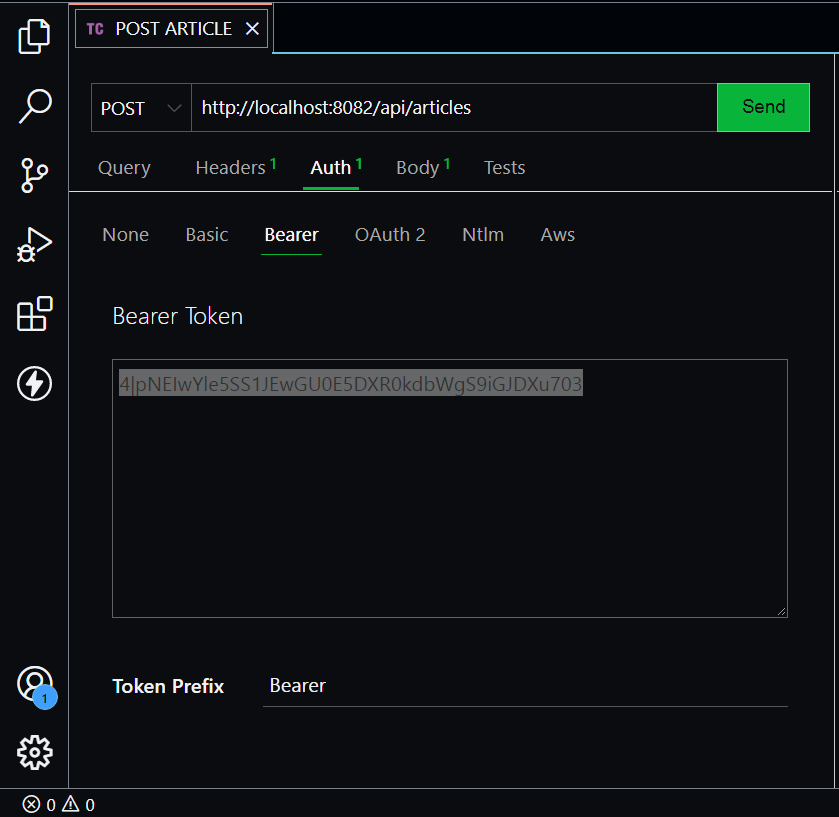 TC POST ARTICLE
POST http://localhost:8082/api/articles Send
Query Headers 1 Auth 1 Body 1 Tests
None Basic Bearer OAuth 2 Ntlm Aws
Bearer Token
4|pNEIwYle5SS1JEwGU0E5DXR0kdbWgS9iGJDXu703
Token Prefix Bearer
1
0 0